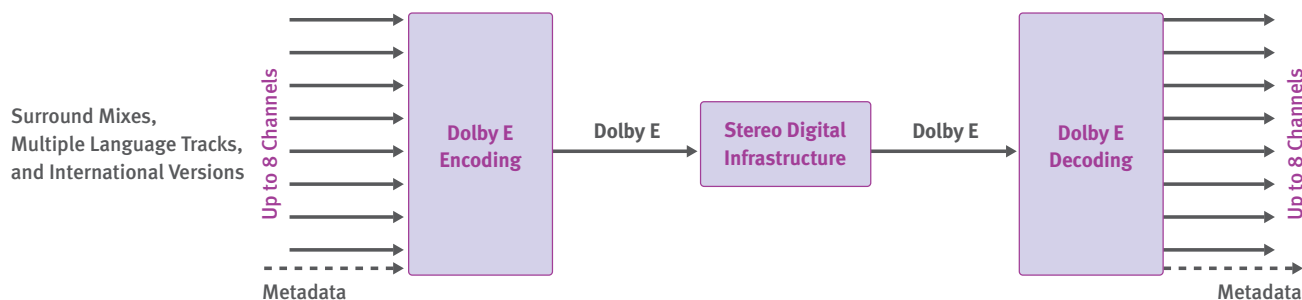 Surround Mixes,
Multiple Language Tracks,
and International Versions
Up to 8 Channels
Metadata
Dolby E
Encoding
Dolby E
Stereo Digital
Infrastructure
Dolby E
Dolby E
Decoding
Up to 8 Channels
Metadata